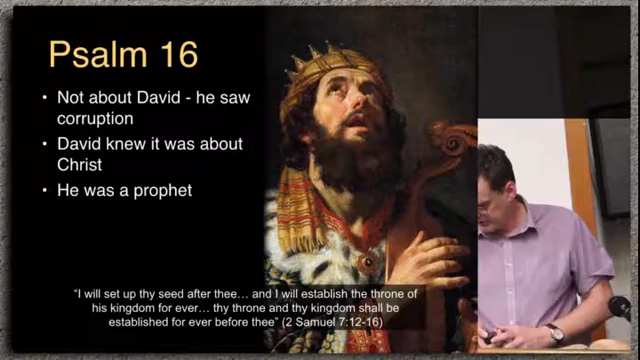 Psalm 16
• Not about David - he saw
corruption
• David knew it was about
Christ
• He was a prophet
“I will set up thy seed after thee… and I will establish the throne of
his kingdom for ever… thy throne and thy kingdom shall be
established for ever before thee” (2 Samuel 7:12-16)